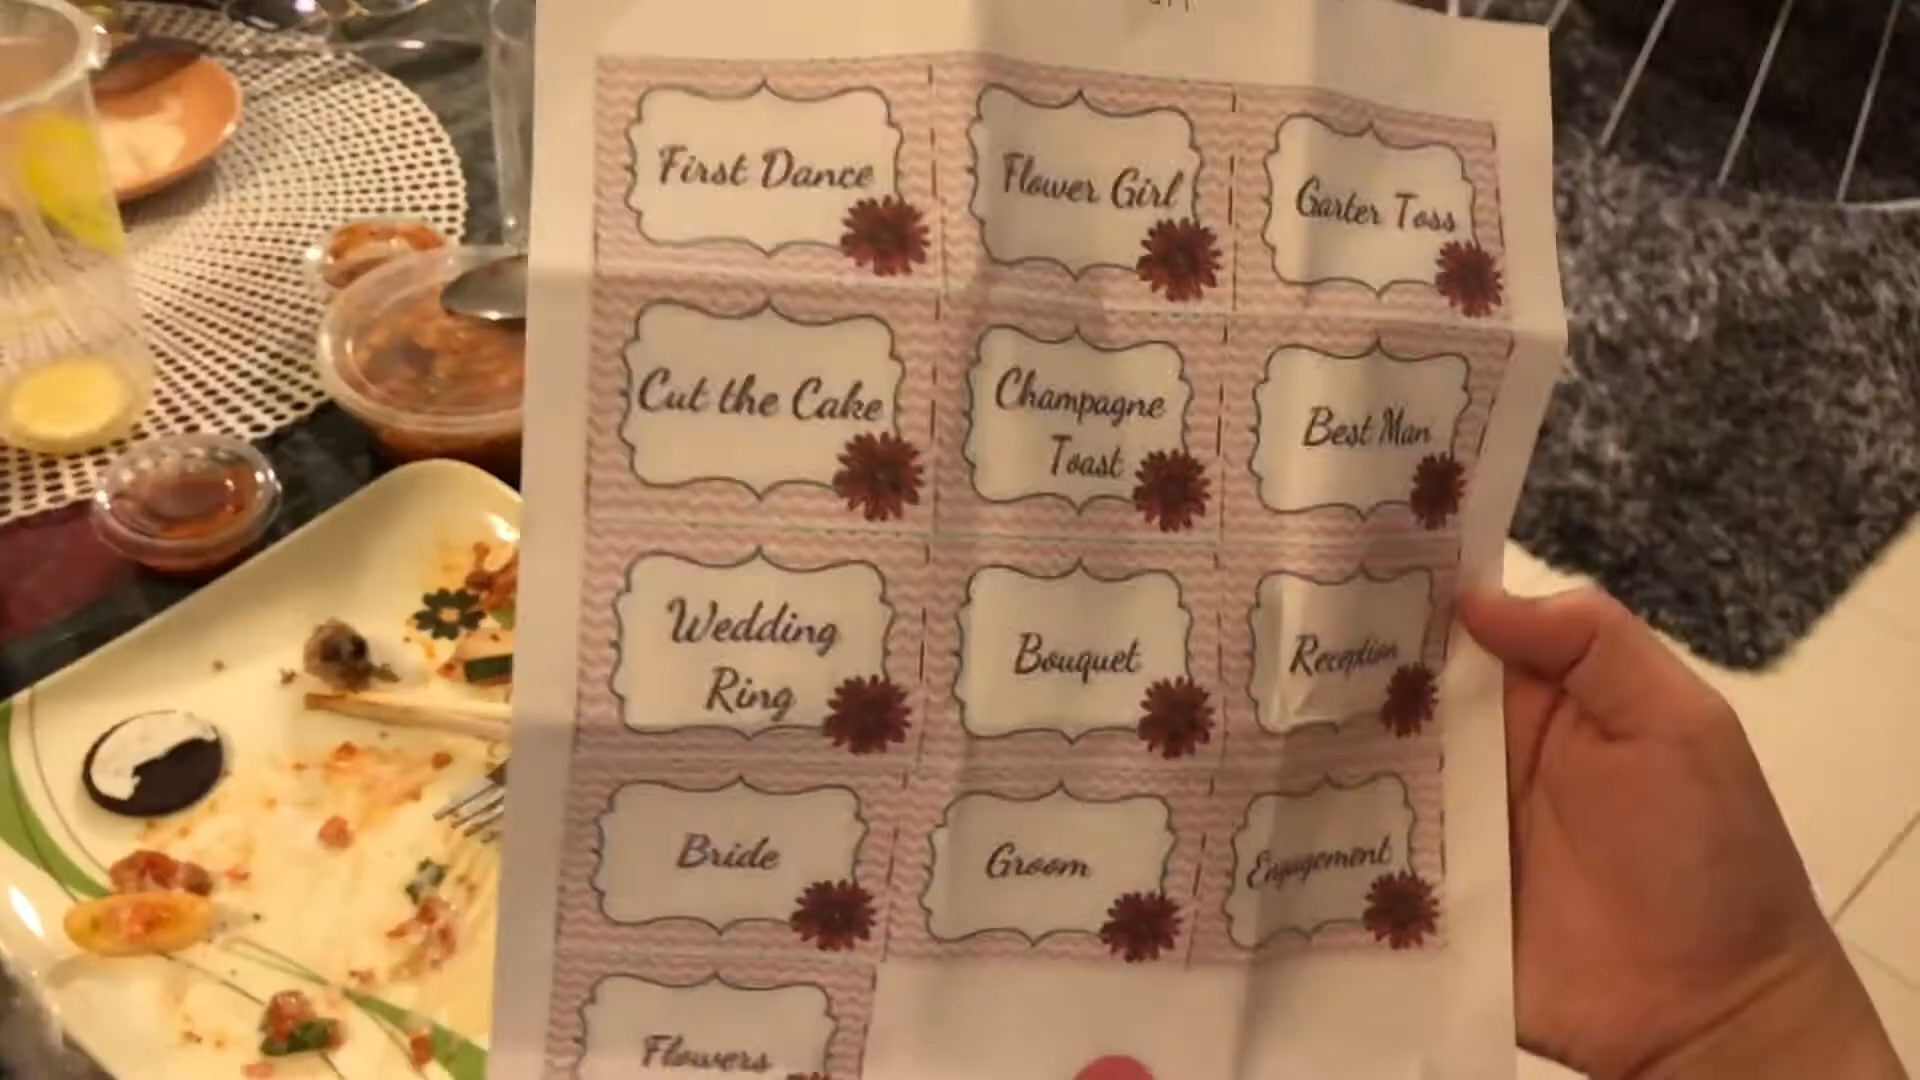 First Dance
Flower Girl
Garter Toss
Cut the Cake
Champagne
Toast
Best Man
Wedding
Ring
Bouquet
Reception
Bride
Groom
Engagement
Flowers